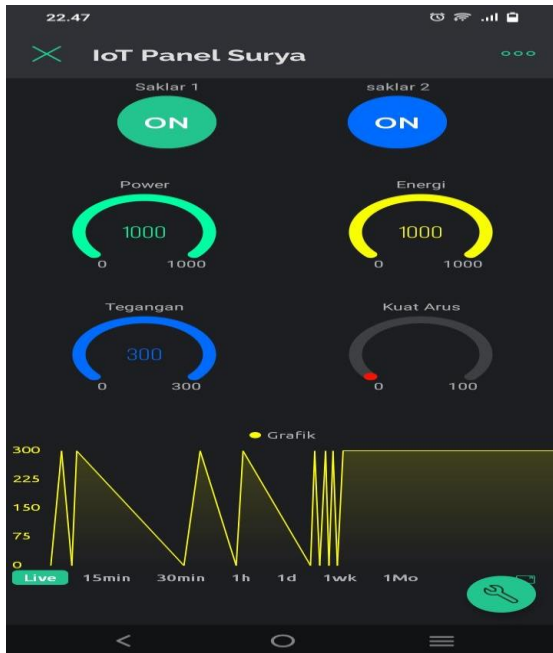 22.47
IoT Panel Surya
Saklar 1 saklar 2
ON ON
Power Energi
1000 1000
0 1000 0 1000
Tegangan Kuat Arus
300
0 300 0 100
Grafik
300
225
150
75
0
Live 15min 30min 1h 1d 1wk 1Mo